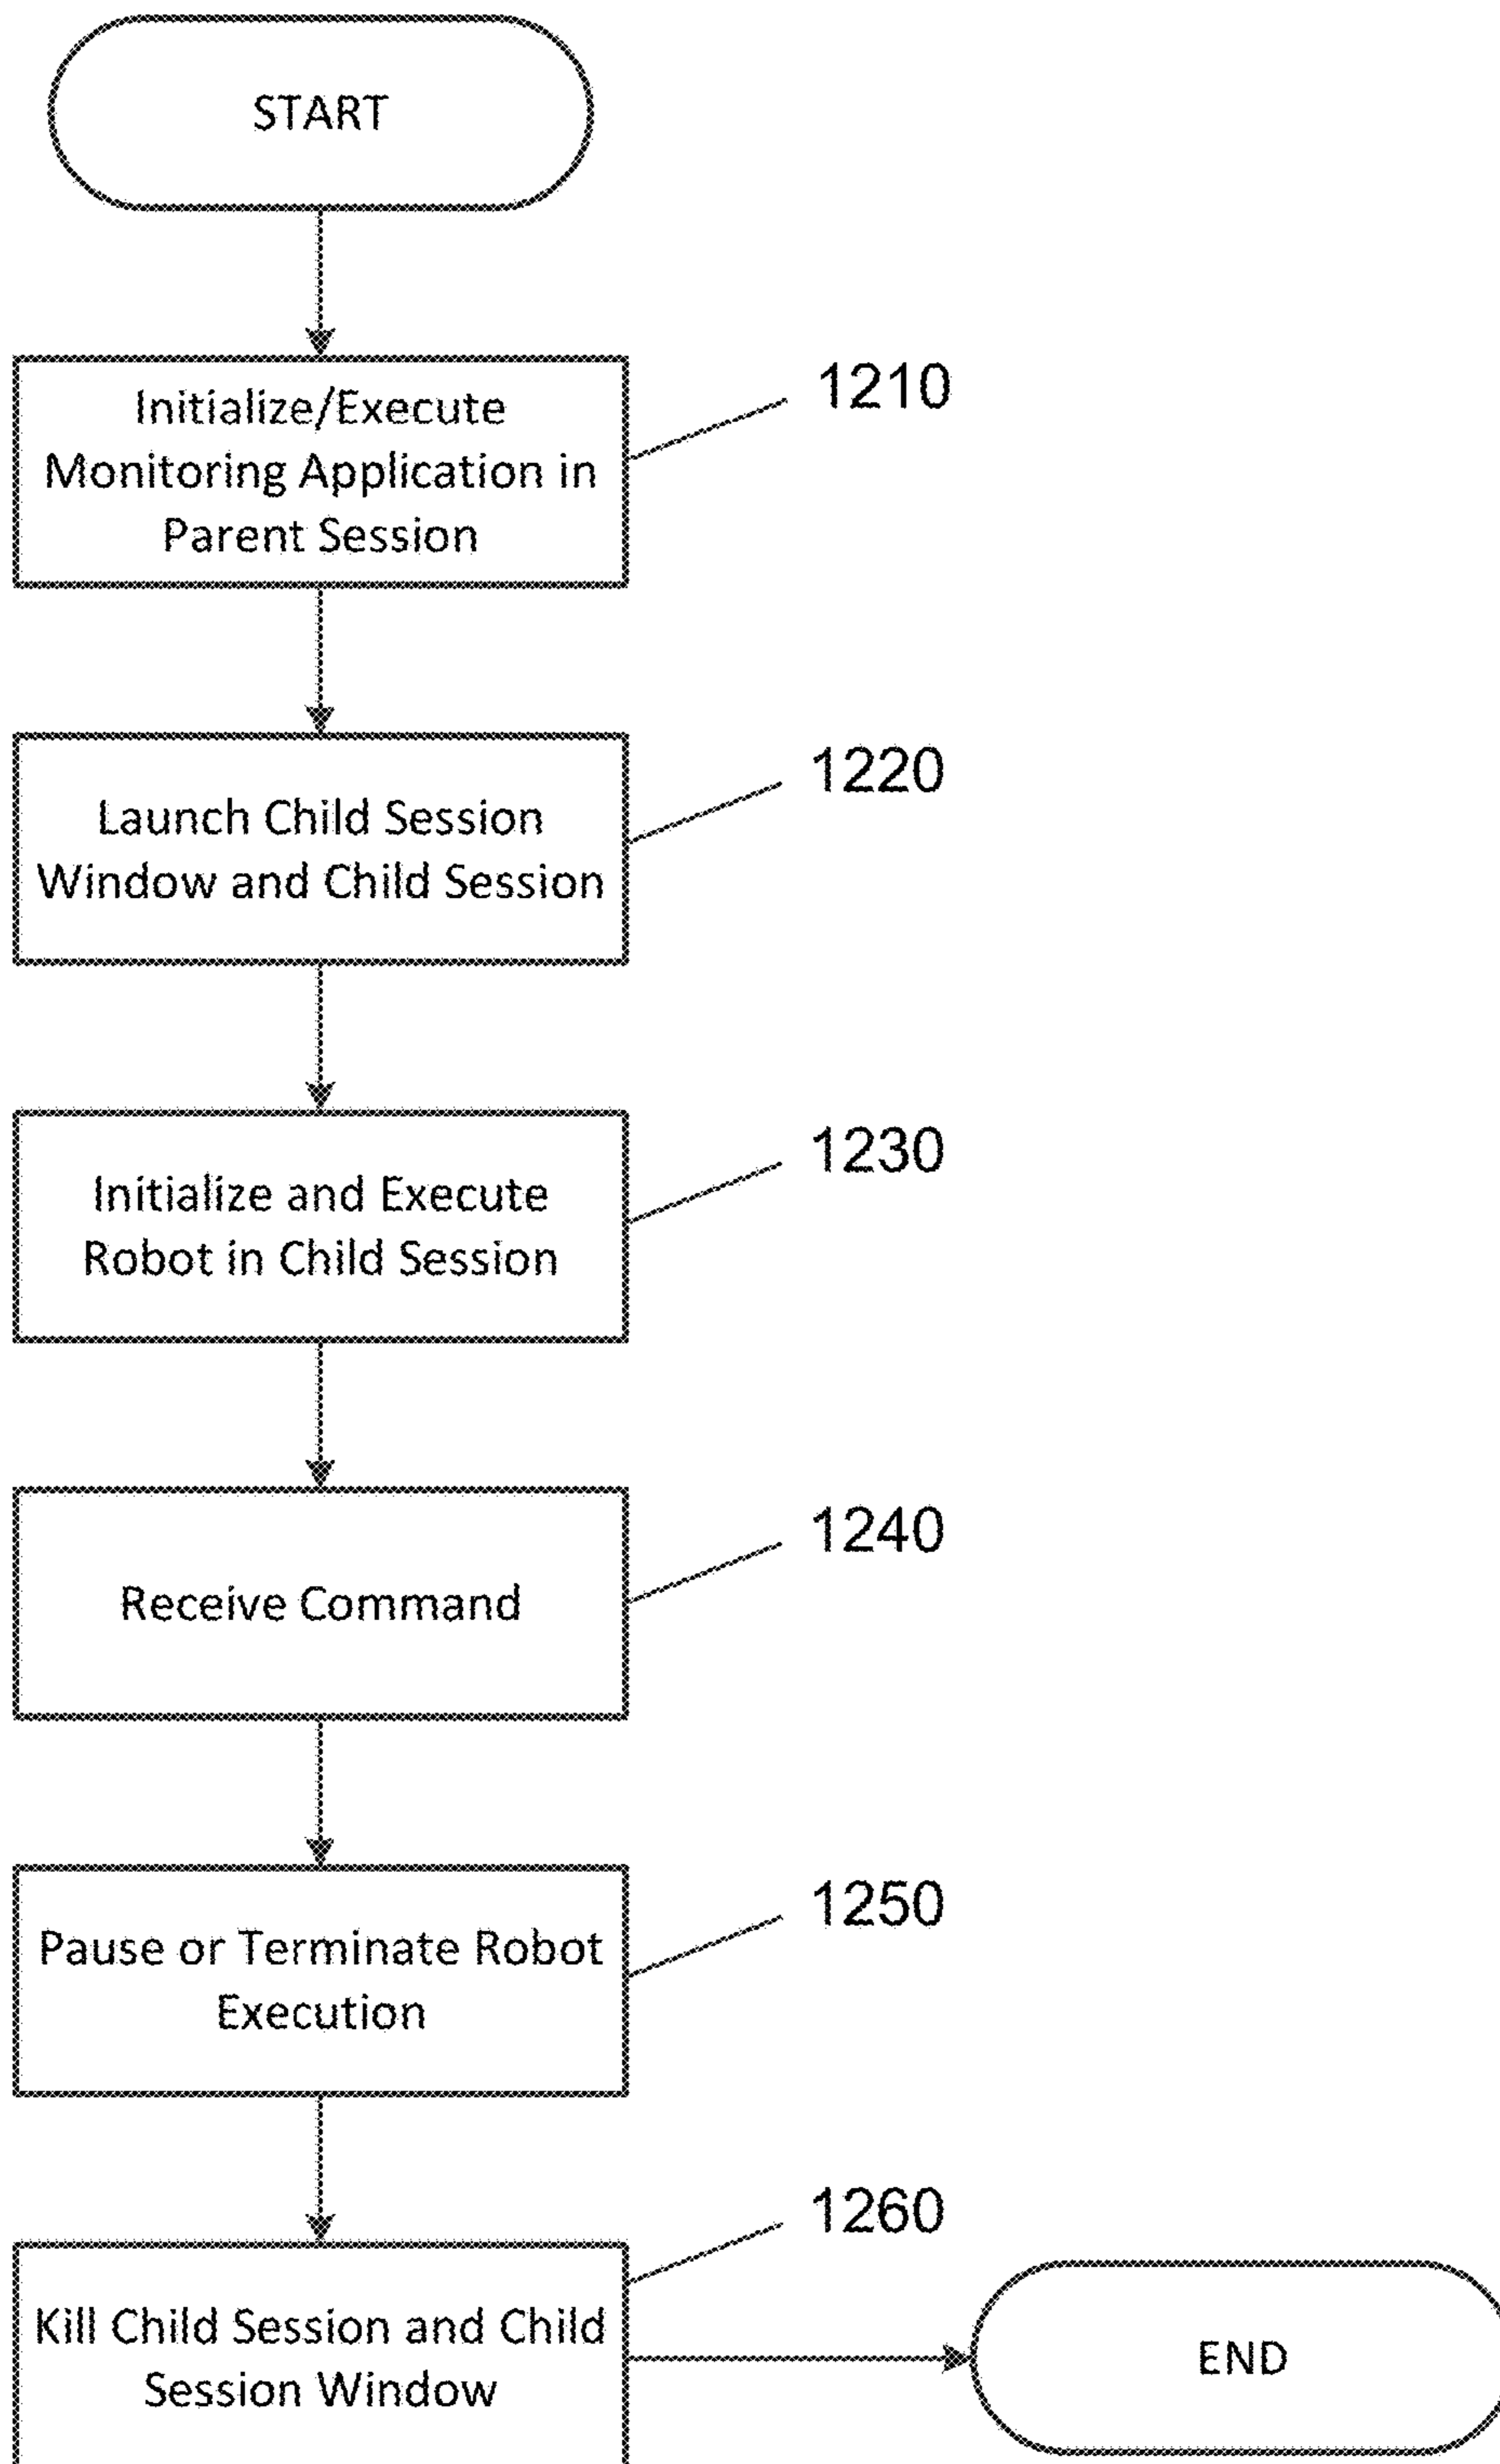 START
Initialize/Execute
Monitoring Application in
Parent Session
1210
Launch Child Session
Window and Child Session
1220
Initialize and Execute
Robot in Child Session
1230
Receive Command
1240
Pause or Terminate Robot
Execution
1250
Kill Child Session and Child
Session Window
1260
END